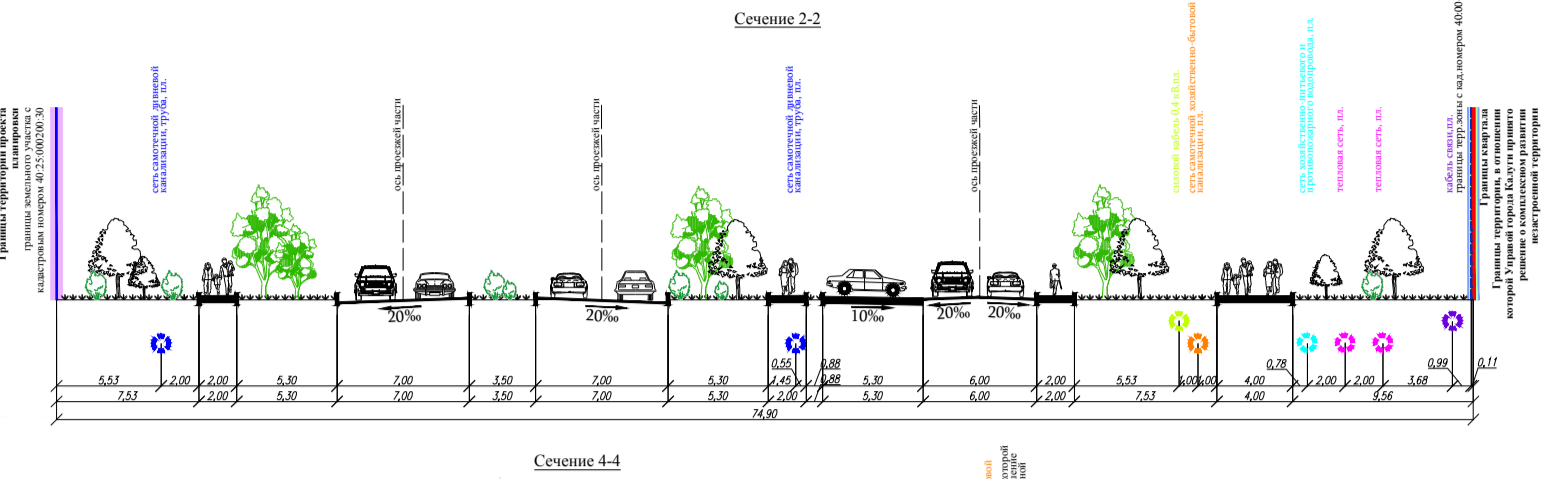 Сечение 2-2
Границы территории проекта
планировки
границы земельного участка с
кадастровым номером 40:25:000200:30
сеть самотечной ливневой
канализации, труба, пл.
ось проезжей части
ось проезжей части
сеть самотечной ливневой
канализации, труба, пл.
ось проезжей части
силовой кабель 0,4 кВ,пл.
сеть самотечной хозяйственно-бытовой
канализации, пл.
сеть хозяйственно-питьевого и
противопожарного водопровода, пл.
тепловая сеть, пл.
тепловая сеть, пл.
кабель связи,пл.
границы терр.зоны с кад.номером 40:00
Границы квартала
Границы территории, в отношении
которой Управой города Калуги принято
решение о комплексном развитии
незастроенной территории
20‰
20‰
10‰
20‰
20‰
0,55
0,88
0,78
0,99
0,11
5,53
2,00
2,00
5,30
7,00
3,50
7,00
5,30
1,45
0,88
5,30
6,00
2,00
5,53
1,00
1,00
4,00
2,00
2,00
3,68
7,53
2,00
5,30
7,00
3,50
7,00
5,30
2,00
5,30
6,00
2,00
7,53
4,00
9,56
74,90
Сечение 4-4
вой
оторой